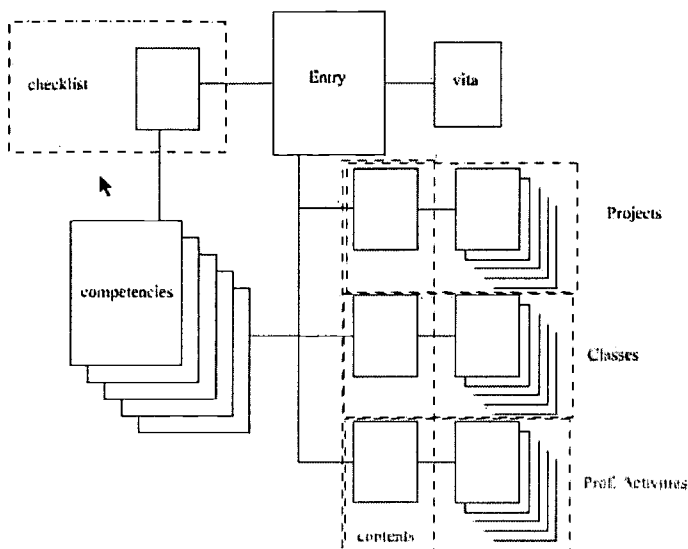 checklist
Entry
vita
Projects
competencies
Classes
Prof. Activities
contents